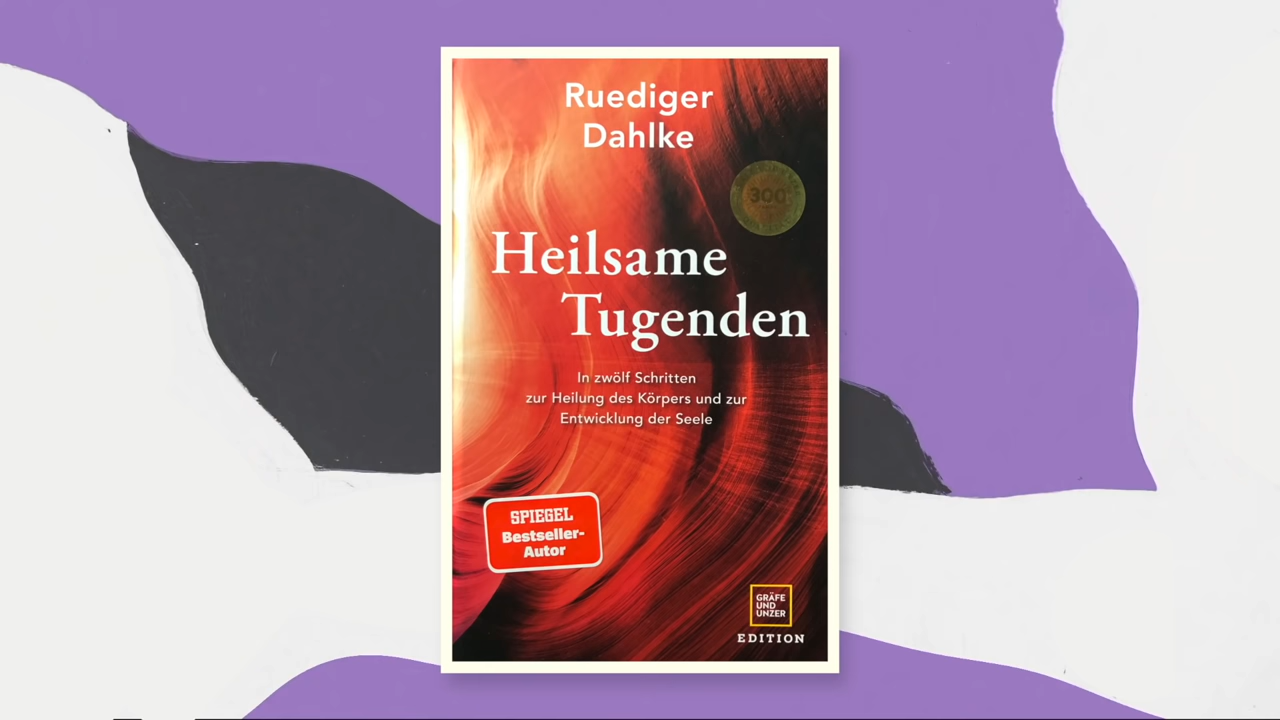 Ruediger
Dahlke
300
Heilsame
Tugenden
In zwölf Schritten
zur Heilung des Körpers und zur
Entwicklung der Seele
SPIEGEL
Bestseller-
Autor
GRÄFE
UND
UNZER
EDITION